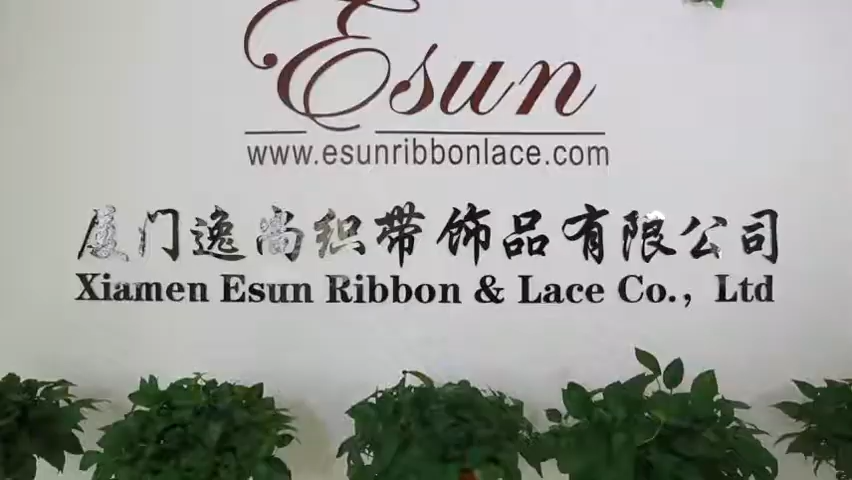 Esun
www.esunribbonlace.com
厦门逸尚织带饰品有限公司
Xiamen Esun Ribbon & Lace Co., Ltd